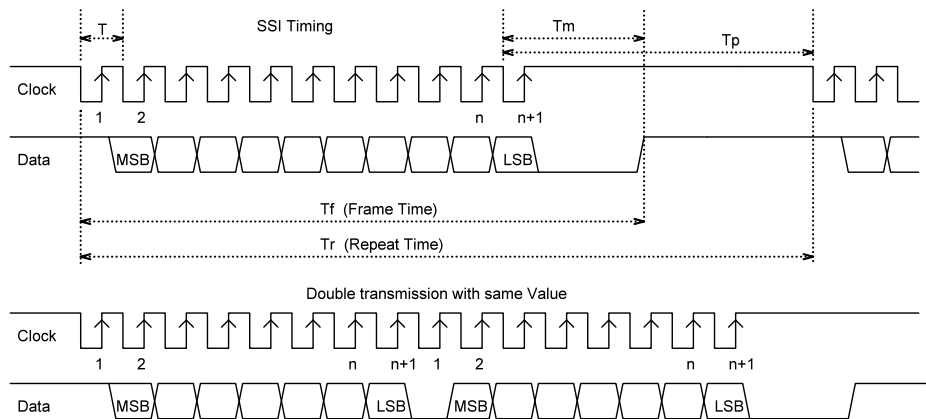 T SSI Timing Tm
Tp
Clock
1 2 n n+1
Data MSB LSB
Tf (Frame Time)
Tr (Repeat Time)
Double transmission with same Value
Clock
1 2 n n+1 1 2 n n+1
Data MSB LSB MSB LSB